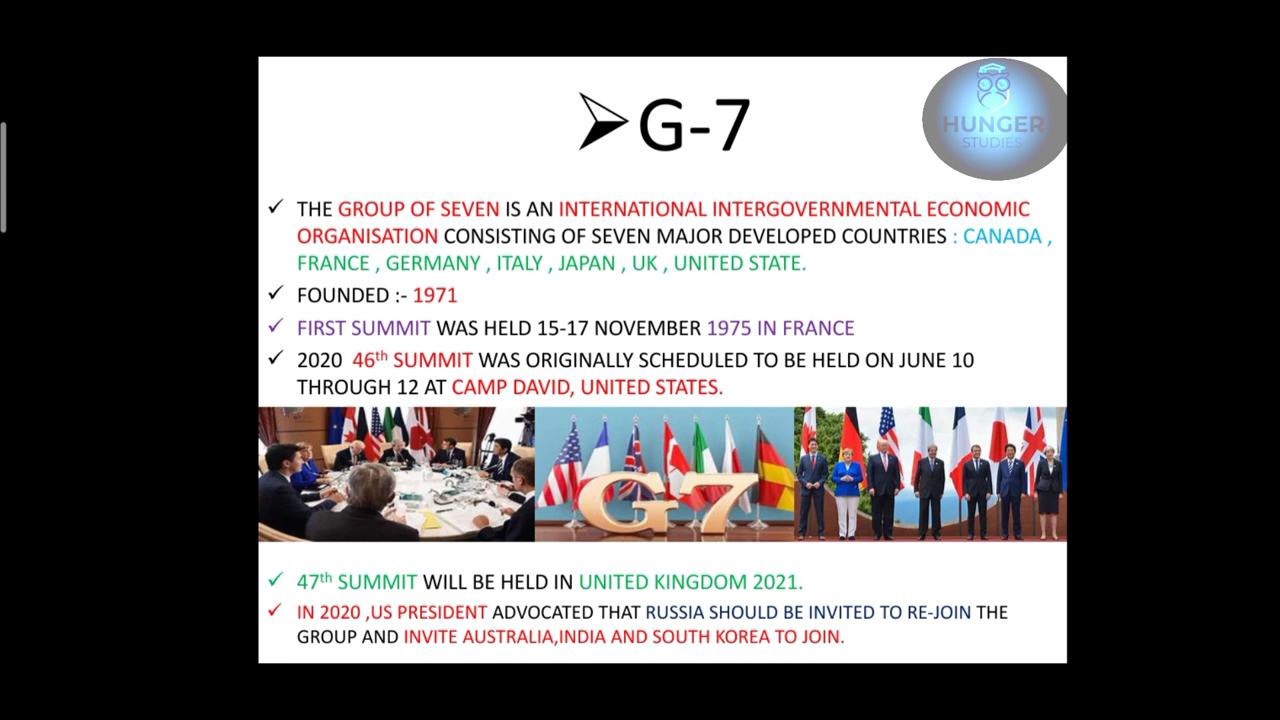 ➢G-7
HUNGER
STUDIES
✓ THE GROUP OF SEVEN IS AN INTERNATIONAL INTERGOVERNMENTAL ECONOMIC
ORGANISATION CONSISTING OF SEVEN MAJOR DEVELOPED COUNTRIES : CANADA ,
FRANCE , GERMANY , ITALY , JAPAN , UK , UNITED STATE.
✓ FOUNDED :- 1971
✓ FIRST SUMMIT WAS HELD 15-17 NOVEMBER 1975 IN FRANCE
✓ 2020 46th SUMMIT WAS ORIGINALLY SCHEDULED TO BE HELD ON JUNE 10
THROUGH 12 AT CAMP DAVID, UNITED STATES.
G7
✓ 47th SUMMIT WILL BE HELD IN UNITED KINGDOM 2021.
✓ IN 2020 ,US PRESIDENT ADVOCATED THAT RUSSIA SHOULD BE INVITED TO RE-JOIN THE
GROUP AND INVITE AUSTRALIA,INDIA AND SOUTH KOREA TO JOIN.